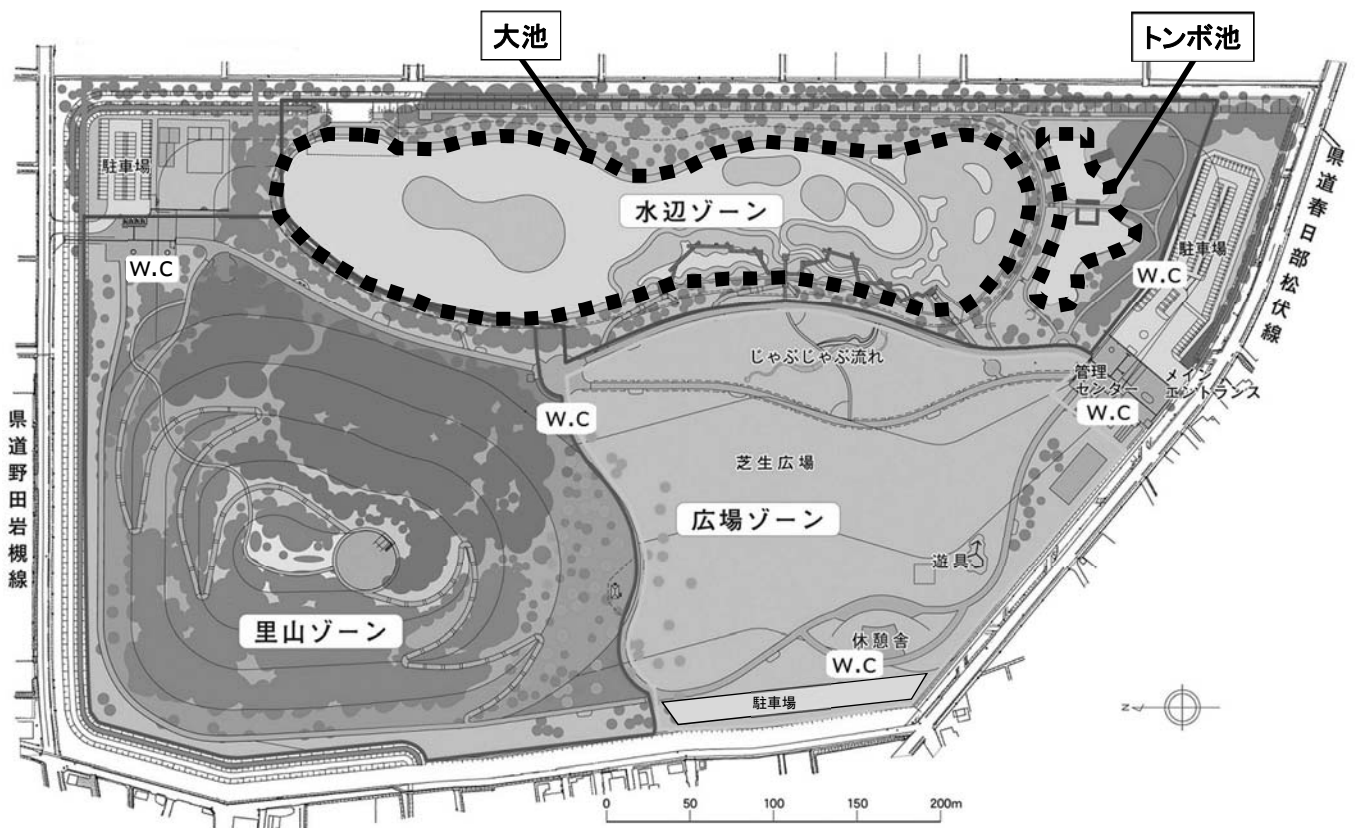 大池
トンボ池
駐車場
水辺ゾーン
W.C
駐車場
W.C
県道春日部松伏線
じゃぶじゃぶ流れ
管理
センター
メイン
エントランス
W.C
W.C
県道野田岩槻線
芝生広場
広場ゾーン
遊具
里山ゾーン
休憩舎
W.C
駐車場
N
0 50 100 150 200m